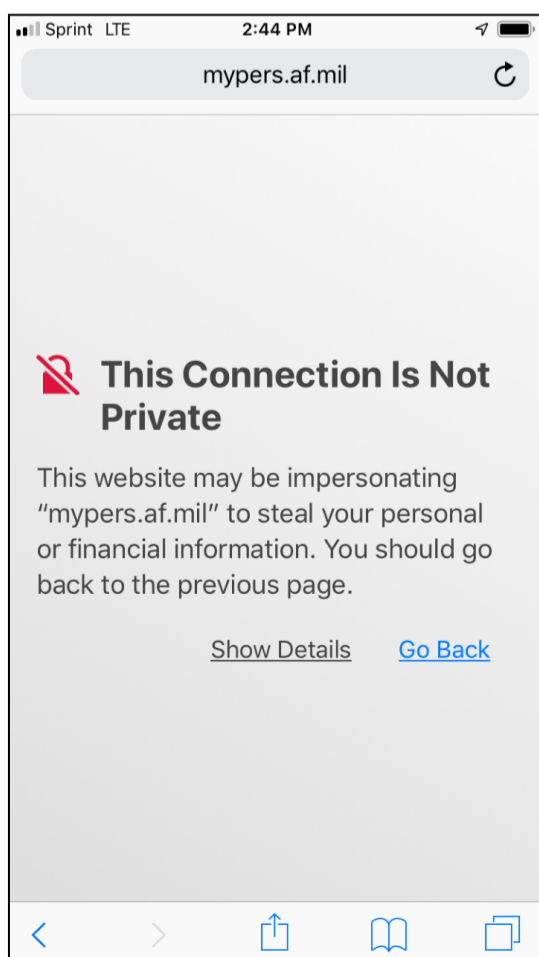 Sprint LTE 2:44 PM
mypers.af.mil
This Connection Is Not
Private
This website may be impersonating
“mypers.af.mil” to steal your personal
or financial information. You should go
back to the previous page.
Show Details Go Back